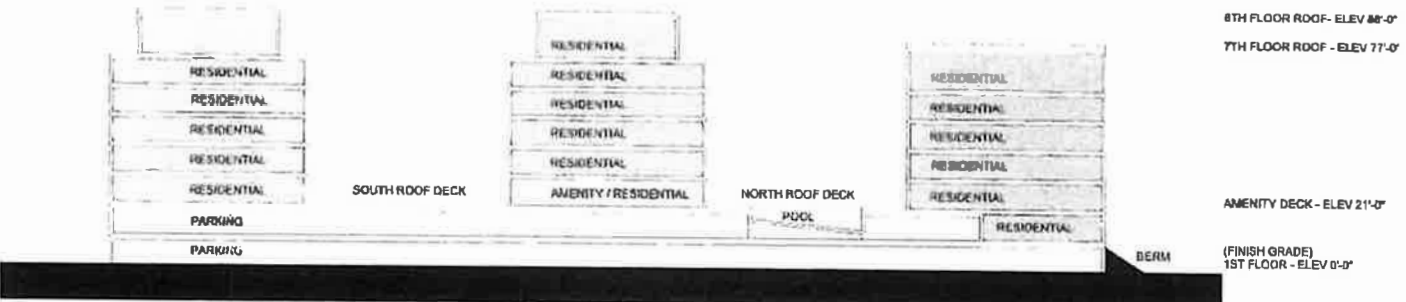 8TH FLOOR ROOF- ELEV 88'-0"
RESIDENTIAL
7TH FLOOR ROOF - ELEV 77'-0"
RESIDENTIAL
RESIDENTIAL
RESIDENTIAL
RESIDENTIAL
RESIDENTIAL
RESIDENTIAL
RESIDENTIAL
RESIDENTIAL
RESIDENTIAL
RESIDENTIAL
RESIDENTIAL
RESIDENTIAL
RESIDENTIAL
SOUTH ROOF DECK
AMENITY / RESIDENTIAL
NORTH ROOF DECK
RESIDENTIAL
AMENITY DECK - ELEV 21'-0"
PARKING
POOL
RESIDENTIAL
PARKING
BERM
(FINISH GRADE)
1ST FLOOR - ELEV 0'-0"